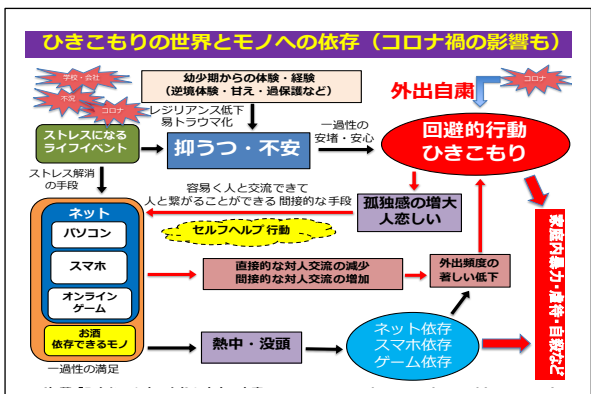 ひきこもりの世界とモノへの依存（コロナ禍の影響も）
学校・会社
不況
コロナ
幼少期からの体験・経験
（逆境体験・甘え・過保護など）
外出自粛
コロナ
レジリアンス低下
易トラウマ化
ストレスになる
ライフイベント
抑うつ・不安
一過性の
安堵・安心
回避的行動
ひきこもり
ストレス解消
の手段
容易く人と交流できて
人と繋がることができる 間接的な手段
孤独感の増大
人恋しい
ネット
パソコン
スマホ
オンライン
ゲーム
お酒
依存できるモノ
セルフヘルプ 行動
直接的な対人交流の減少
間接的な対人交流の増加
外出頻度の
著しい低下
家庭内暴力・虐待・自殺など
熱中・没頭
ネット依存
スマホ依存
ゲーム依存
一過性の満足